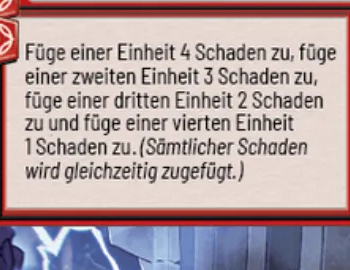 Füge einer Einheit 4 Schaden zu, füge
einer zweiten Einheit 3 Schaden zu,
füge einer dritten Einheit 2 Schaden
zu und füge einer vierten Einheit
1 Schaden zu. (Sämtlicher Schaden
wird gleichzeitig zugefügt.)